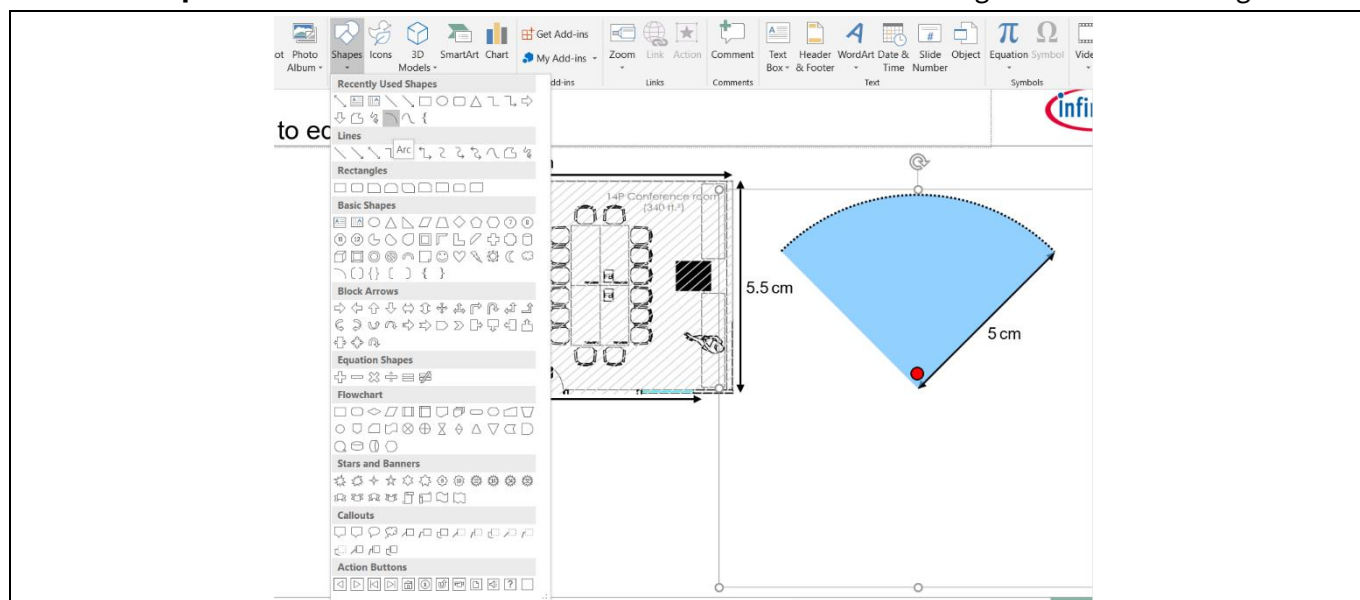 ot Photo Album
Shapes
Icons
3D Models
SmartArt
Chart
Get Add-ins
My Add-ins
Zoom
Link
Action
Comment
Text Box
Header & Footer
WordArt
Date & Time
Slide Number
Object
Equation
Symbol
Vide
dd-ins
Links
Comments
Text
Symbols
Recently Used Shapes
infi
to ed
Lines
Arc
Rectangles
Basic Shapes
Block Arrows
Equation Shapes
Flowchart
Stars and Banners
Callouts
Action Buttons
14P Conference room
(340 ft.²)
5.5 cm
5 cm